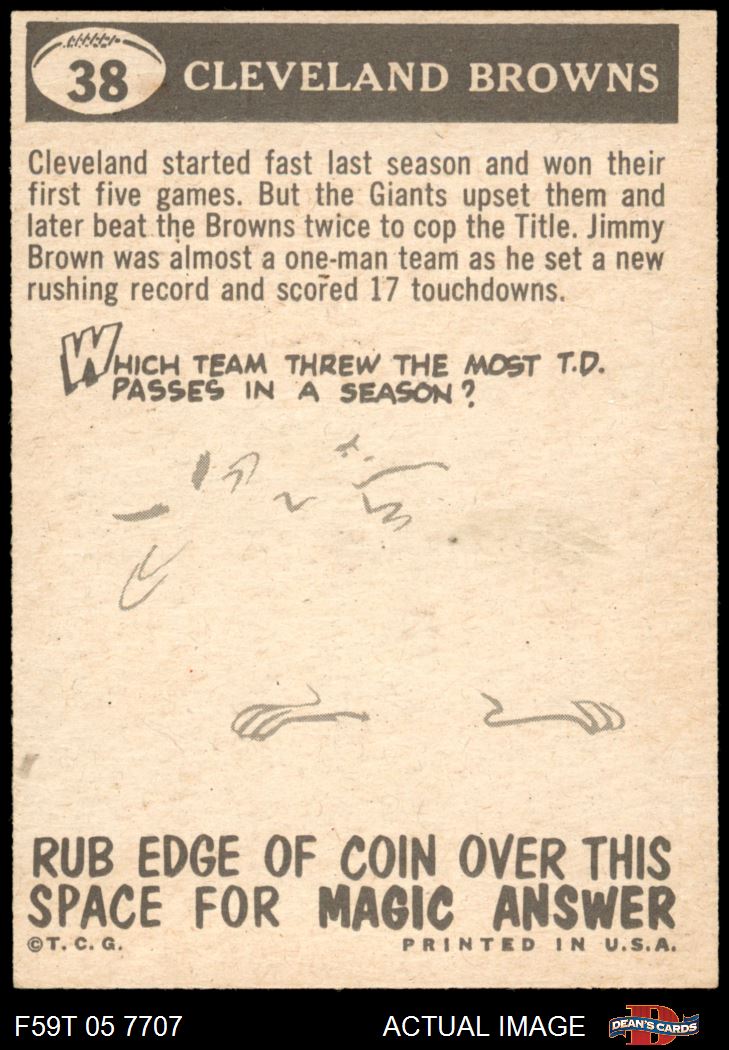 38 CLEVELAND BROWNS
Cleveland started fast last season and won their
first five games. But the Giants upset them and
later beat the Browns twice to cop the Title. Jimmy
Brown was almost a one-man team as he set a new
rushing record and scored 17 touchdowns.
WHICH TEAM THREW THE MOST T.D.
PASSES IN A SEASON?
RUB EDGE OF COIN OVER THIS
SPACE FOR MAGIC ANSWER
©T. C. G. PRINTED IN U.S.A.
F59T 05 7707 ACTUAL IMAGE DEAN'S CARDS